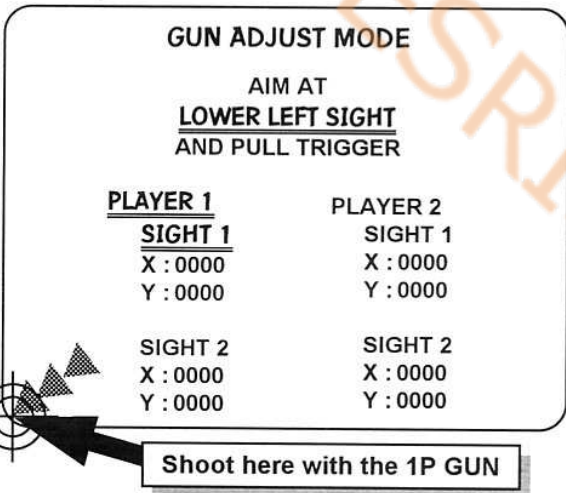 GUN ADJUST MODE
AIM AT
LOWER LEFT SIGHT
AND PULL TRIGGER
PLAYER 1
SIGHT 1
X : 0000
Y : 0000
SIGHT 2
X : 0000
Y : 0000
PLAYER 2
SIGHT 1
X : 0000
Y : 0000
SIGHT 2
X : 0000
Y : 0000
Shoot here with the 1P GUN